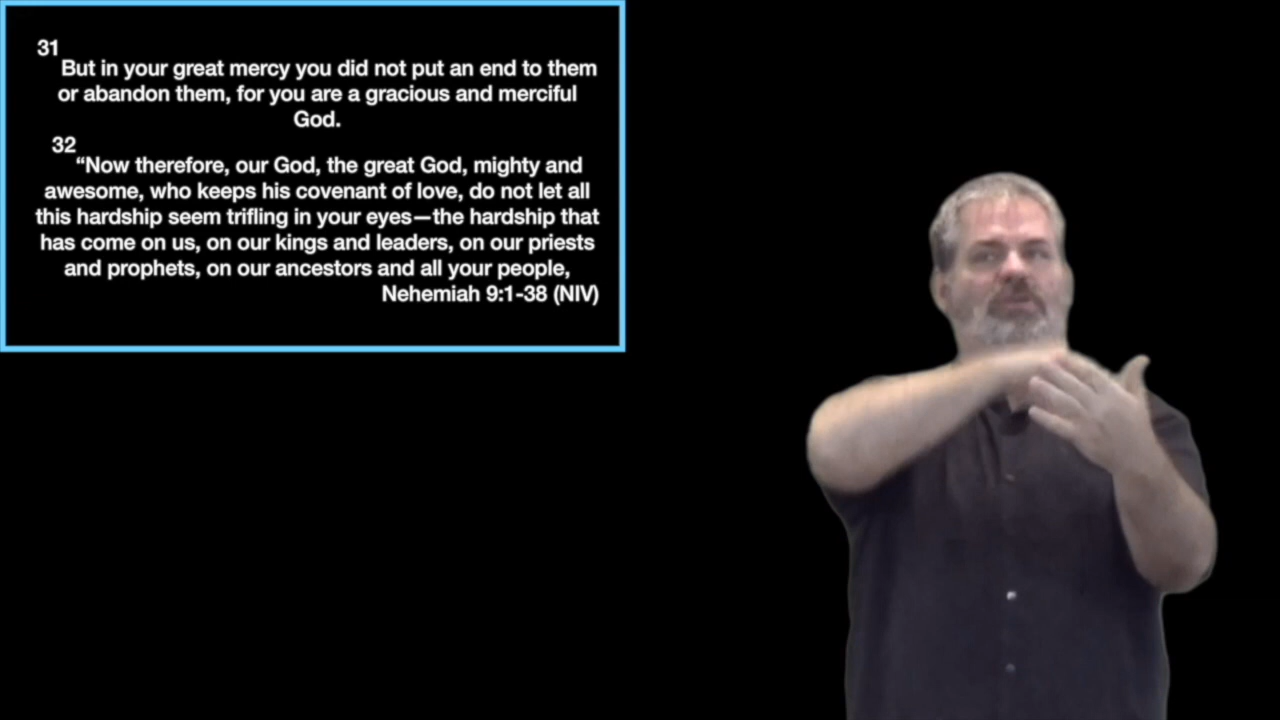 31
But in your great mercy you did not put an end to them
or abandon them, for you are a gracious and merciful
God.
32
“Now therefore, our God, the great God, mighty and
awesome, who keeps his covenant of love, do not let all
this hardship seem trifling in your eyes—the hardship that
has come on us, on our kings and leaders, on our priests
and prophets, on our ancestors and all your people,
Nehemiah 9:1-38 (NIV)